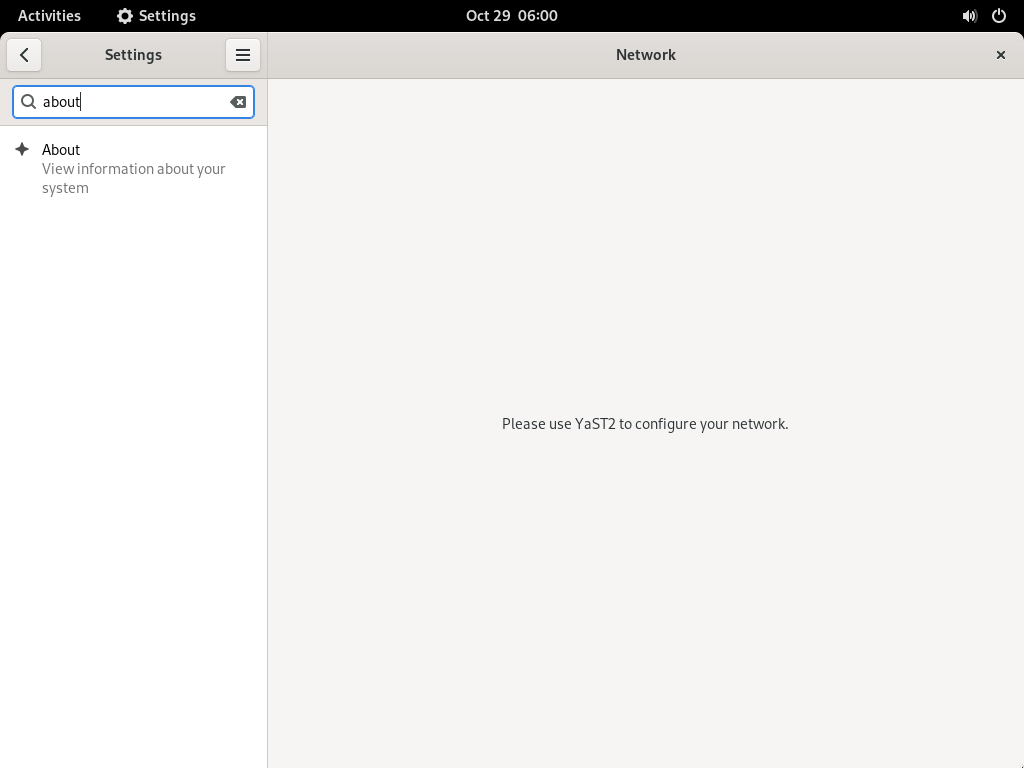 Activities Settings Oct 29 06:00
Settings Network
about
About
View information about your
system
Please use YaST2 to configure your network.